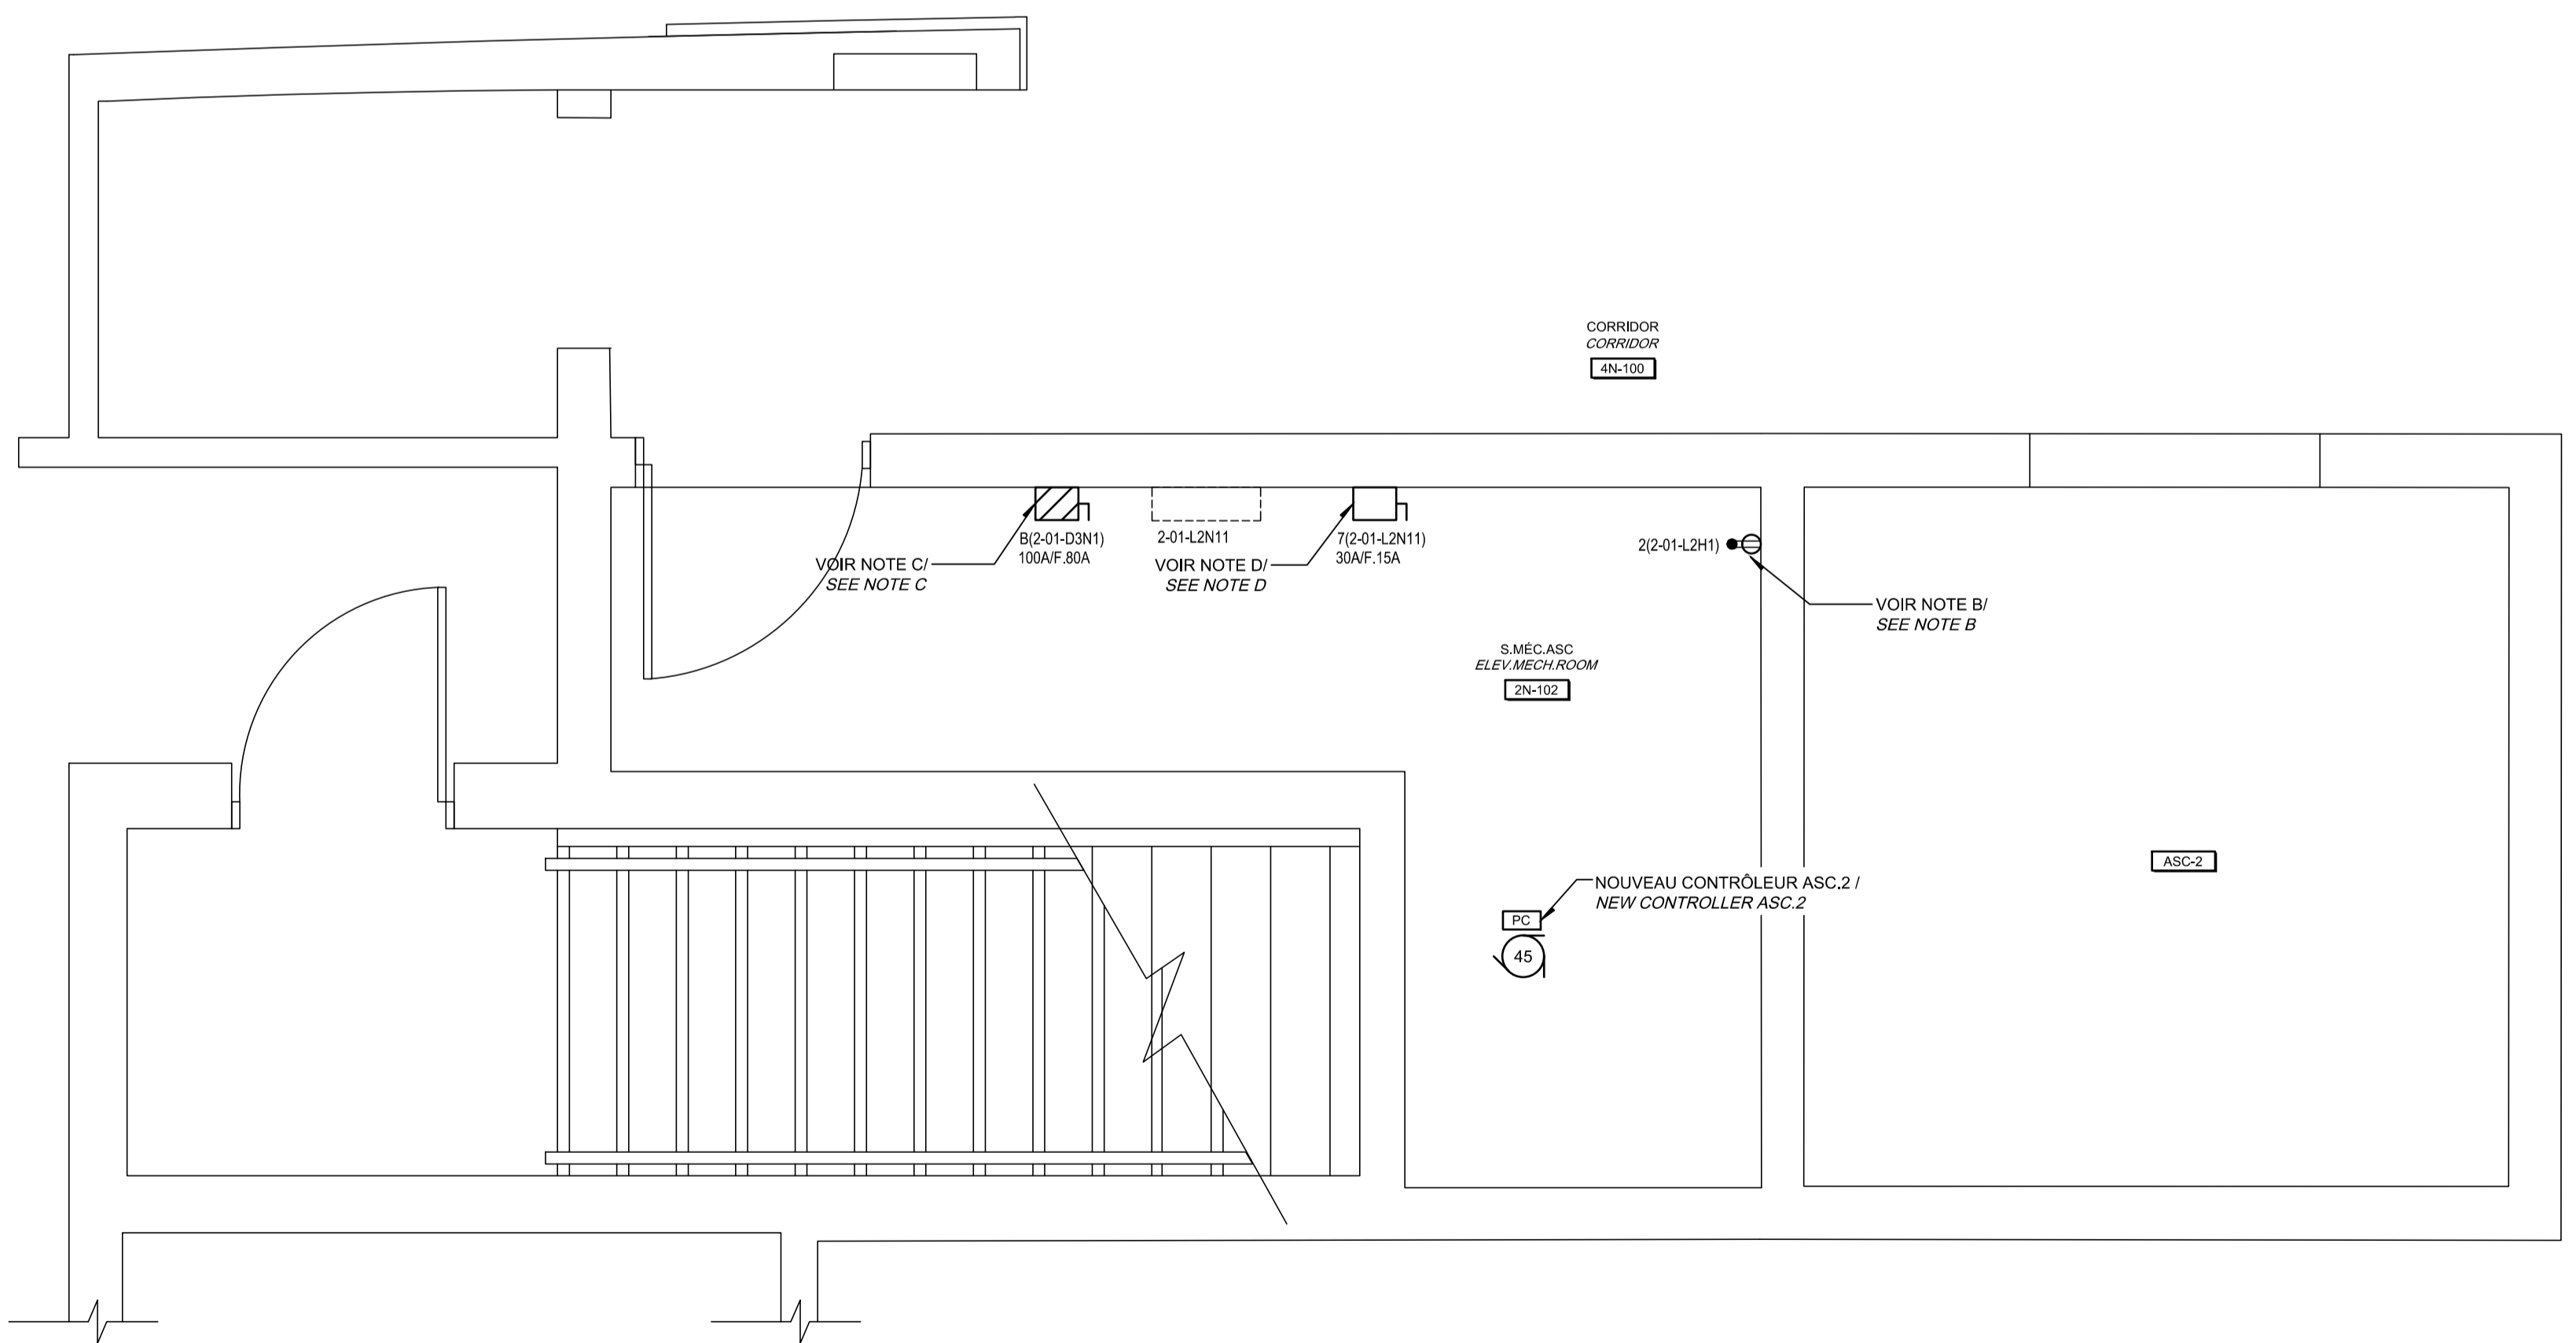 CORRIDOR
CORRIDOR
4N-100
B(2-01-D3N1)
100A/F.80A
2-01-L2N11
7(2-01-L2N11)
30A/F.15A
2(2-01-L2H1)
VOIR NOTE C/
SEE NOTE C
VOIR NOTE D/
SEE NOTE D
VOIR NOTE B/
SEE NOTE B
S.MÉC.ASC
ELEV.MECH.ROOM
2N-102
ASC-2
NOUVEAU CONTRÔLEUR ASC.2 /
NEW CONTROLLER ASC.2
PC
45